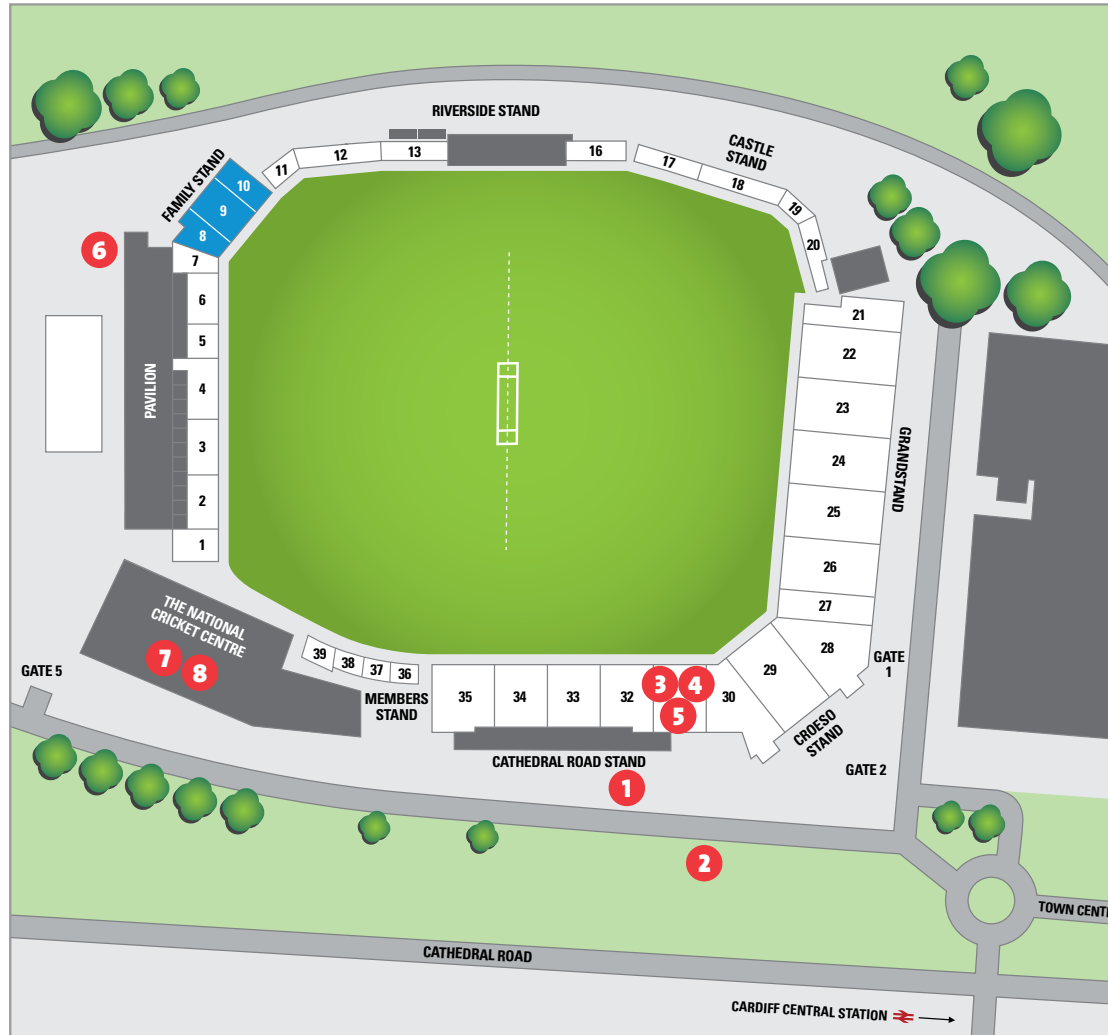 RIVERSIDE STAND
CASTLE
STAND
FAMILY STAND
11
12
13
16
17
18
19
20
10
9
8
7
6
6
5
4
3
2
1
PAVILION
21
22
23
24
25
26
27
28
29
30
GRANDSTAND
THE NATIONAL
CRICKET CENTRE
7
8
39
38
37
36
MEMBERS
STAND
35
34
33
32
3
4
5
GATE
1
CROESO
STAND
GATE 2
GATE 5
CATHEDRAL ROAD STAND
1
2
TOWN CENT
CATHEDRAL ROAD
CARDIFF CENTRAL STATION